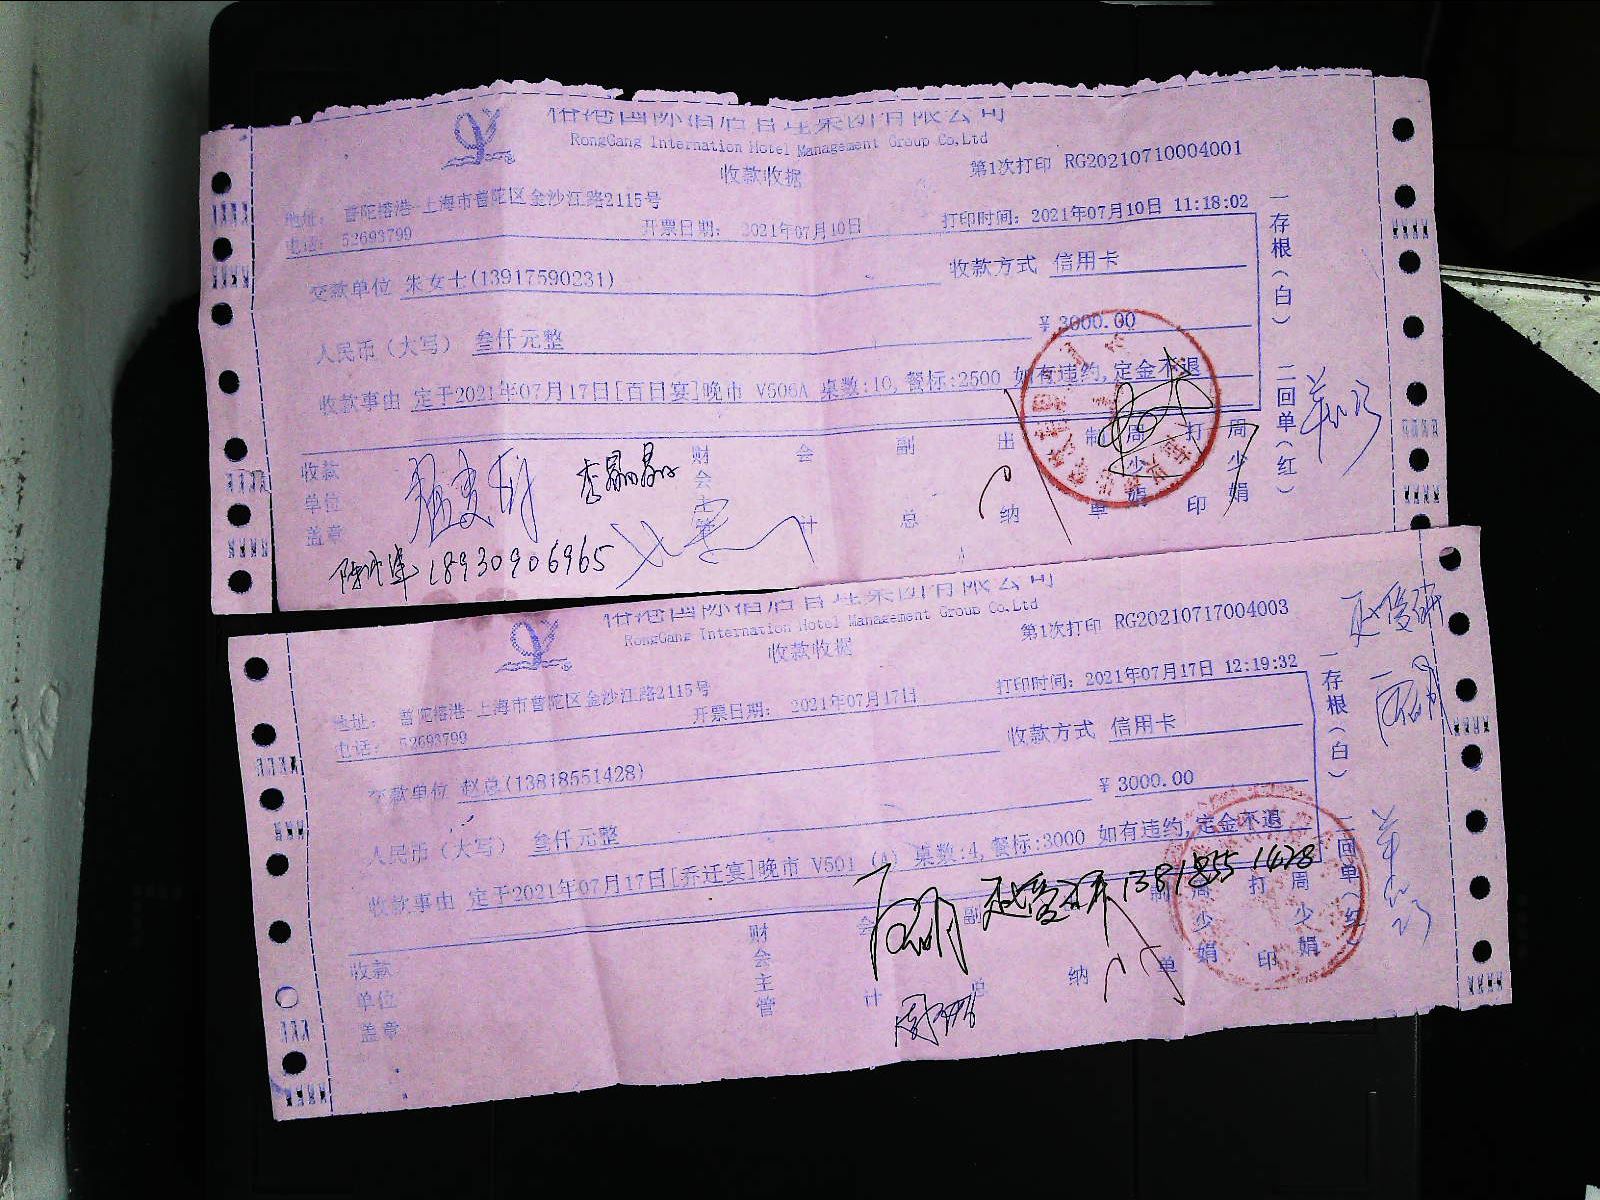 RongGang Internation Hotel Management Group Co,Ltd
收款收据
第1次打印 RG20210710004001
地址： 普陀榕港-上海市普陀区金沙江路2115号
电话： 52693799
开票日期： 2021年07月10日
打印时间：2021年07月10日 11:18:02
交款单位 朱女士(13917590231)
收款方式 信用卡
人民币（大写） 叁仟元整
￥3000.00
收款事由 定于2021年07月17日[百日宴]晚市 V506A 桌数:10,餐标:2500 如有违约,定金不退
收款单位盖章
财会主管
会计
副总
出纳
制单 周少娟
打印 周少娟
一存根（白） 二回单（红）
李晶晶
18930906965
RongGang Internation Hotel Management Group Co.Ltd
收款收据
第1次打印 RG20210717004003
地址： 普陀榕港-上海市普陀区金沙江路2115号
电话： 52693799
开票日期： 2021年07月17日
打印时间：2021年07月17日 12:19:32
交款单位 赵总(13818551428)
收款方式 信用卡
人民币（大写） 叁仟元整
￥3000.00
收款事由 定于2021年07月17日[乔迁宴]晚市 V501 (A) 桌数:4,餐标:3000 如有违约,定金不退
13818551428
收款单位盖章
财会主管
会计
副总
纳
制单 周少娟
打印 周少娟
一存根（白） 二回单（红）